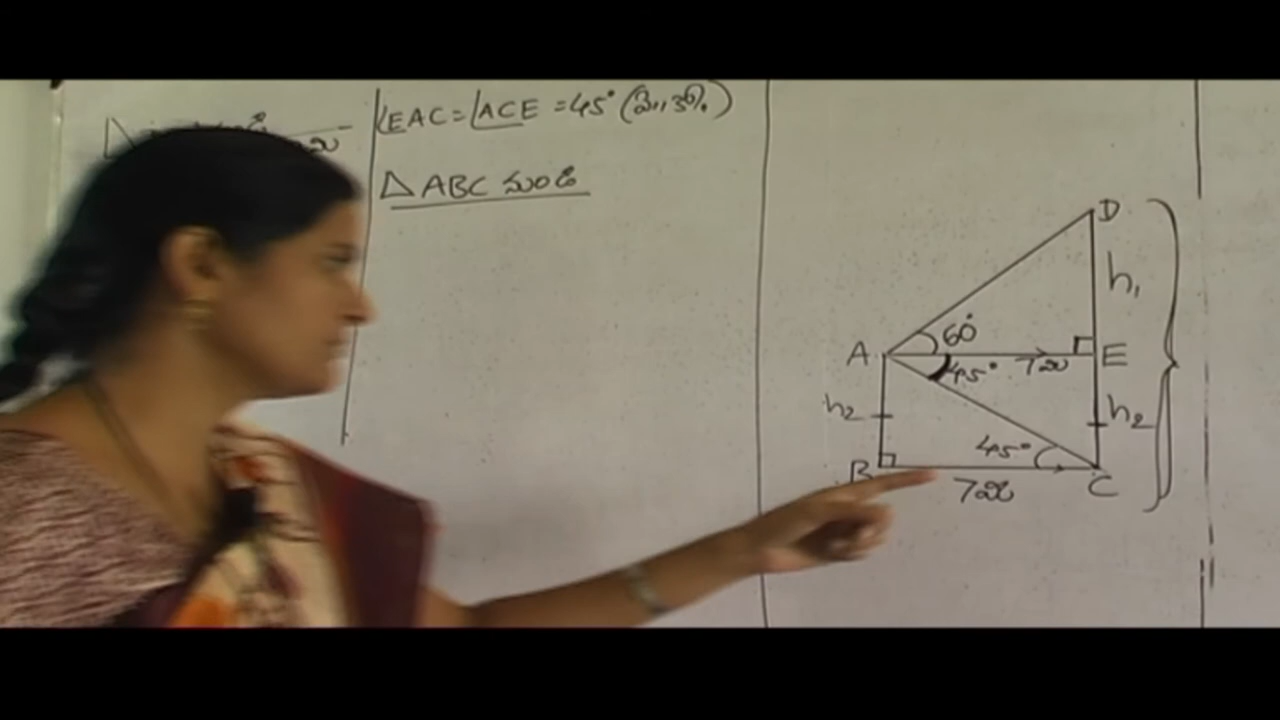 ∠EAC = ∠ACE = 45°
△ABC నుండి
D
h₁
60°
A
E
45°
7మీ
h₂
h₂
45°
B
C
7మీ